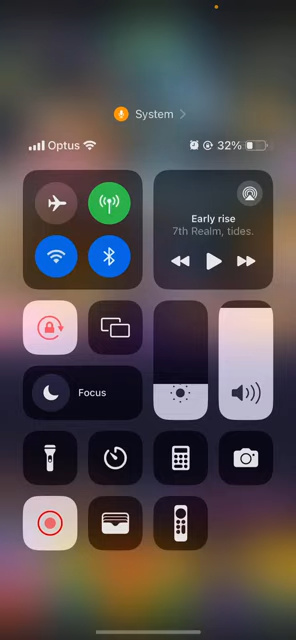 System
Optus
32%
Early rise
7th Realm, tides.
Focus